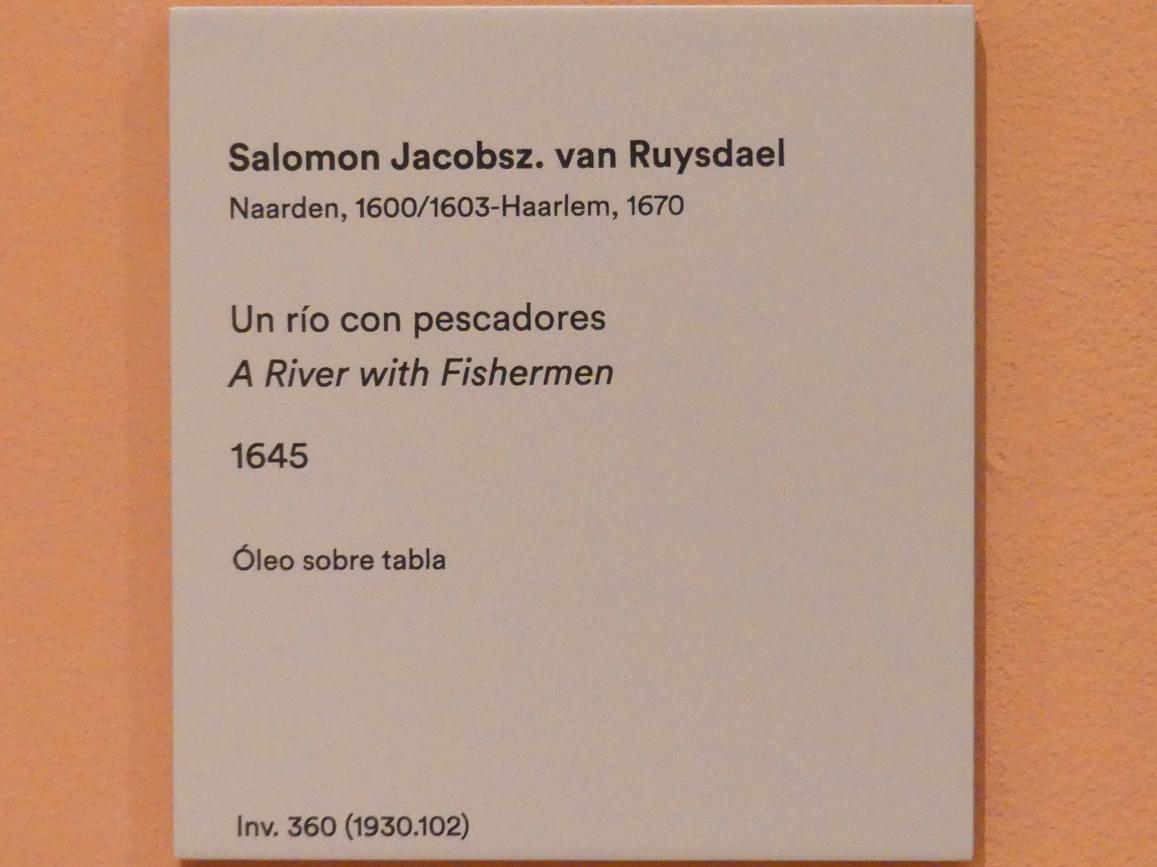 Salomon Jacobsz. van Ruysdael
Naarden, 1600/1603-Haarlem, 1670
Un río con pescadores
A River with Fishermen
1645
Óleo sobre tabla
Inv. 360 (1930.102)